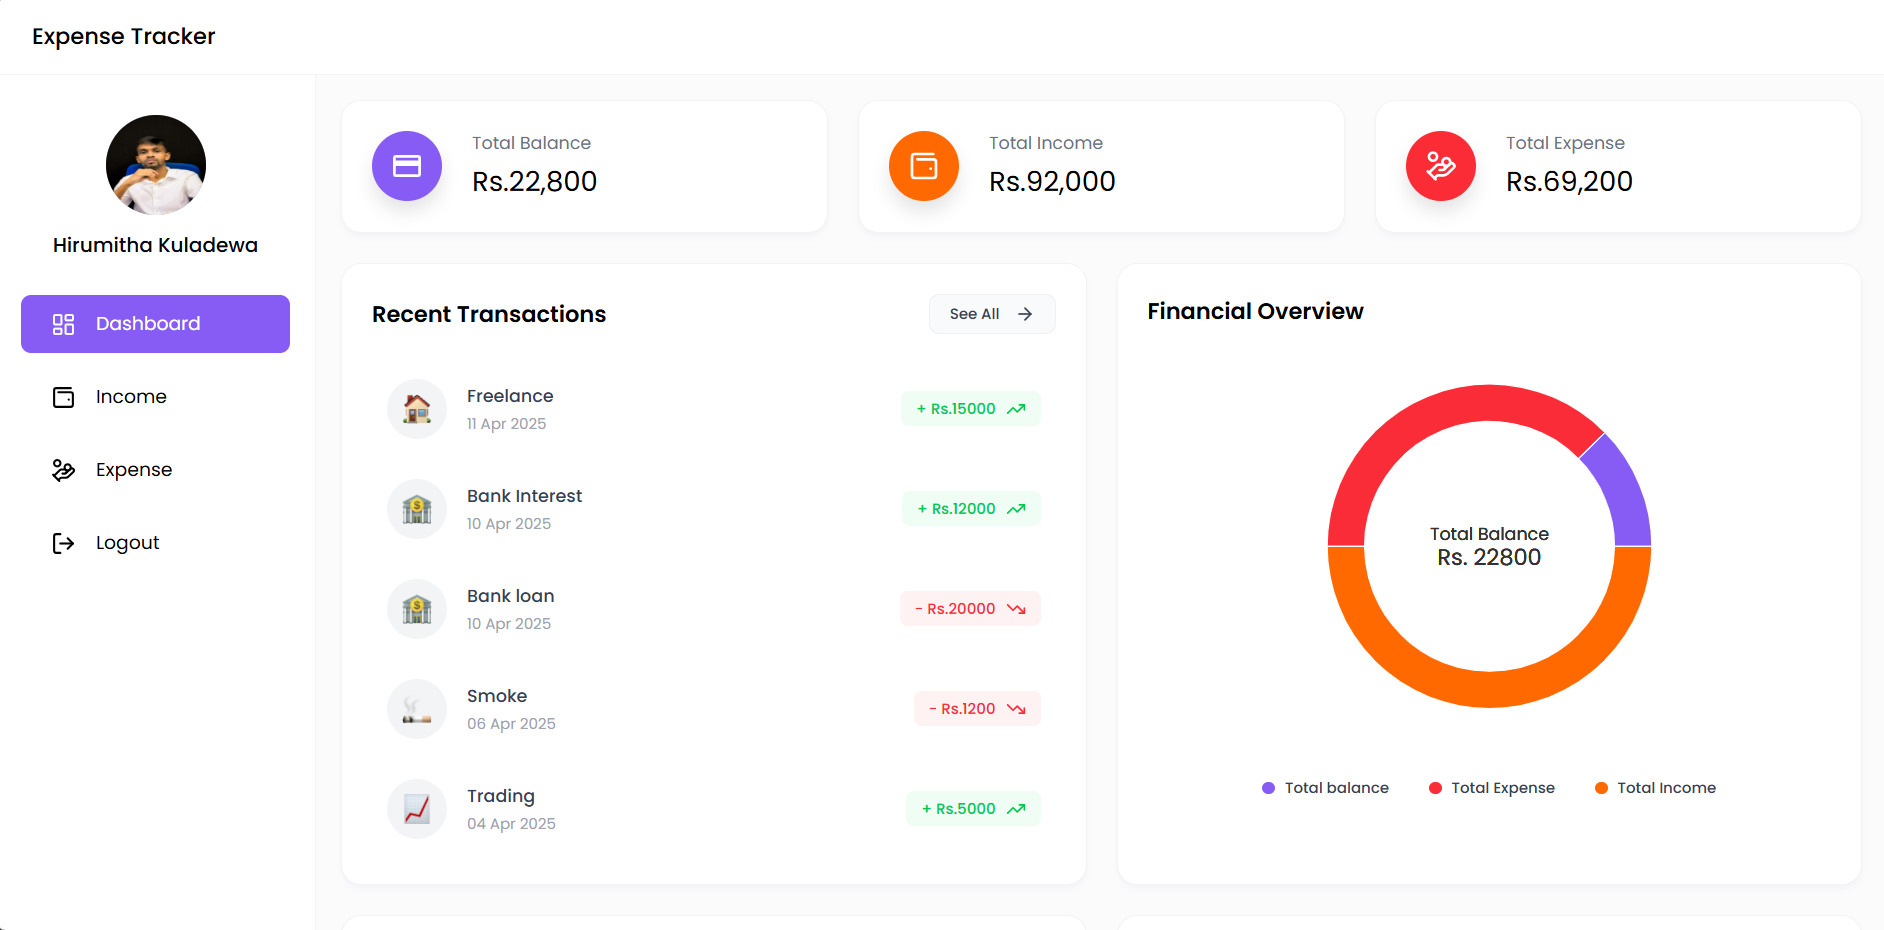 Expense Tracker
Hirumitha Kuladewa
Dashboard
Income
Expense
Logout
Total Balance
Rs.22,800
Total Income
Rs.92,000
Total Expense
Rs.69,200
Recent Transactions
See All
Freelance
11 Apr 2025
+ Rs.15000
Bank Interest
10 Apr 2025
+ Rs.12000
Bank loan
10 Apr 2025
- Rs.20000
Smoke
06 Apr 2025
- Rs.1200
Trading
04 Apr 2025
+ Rs.5000
Financial Overview
Total Balance
Rs. 22800
Total balance
Total Expense
Total Income